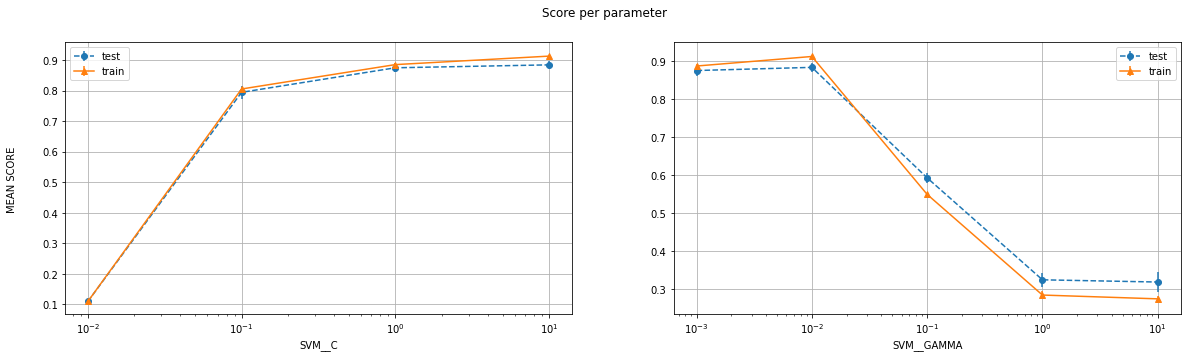 Score per parameter
MEAN SCORE
0.9
0.8
0.7
0.6
0.5
0.4
0.3
0.2
0.1
test
train
10⁻² 10⁻¹ 10⁰ 10¹
SVM__C
0.9
0.8
0.7
0.6
0.5
0.4
0.3
test
train
10⁻³ 10⁻² 10⁻¹ 10⁰ 10¹
SVM__GAMMA